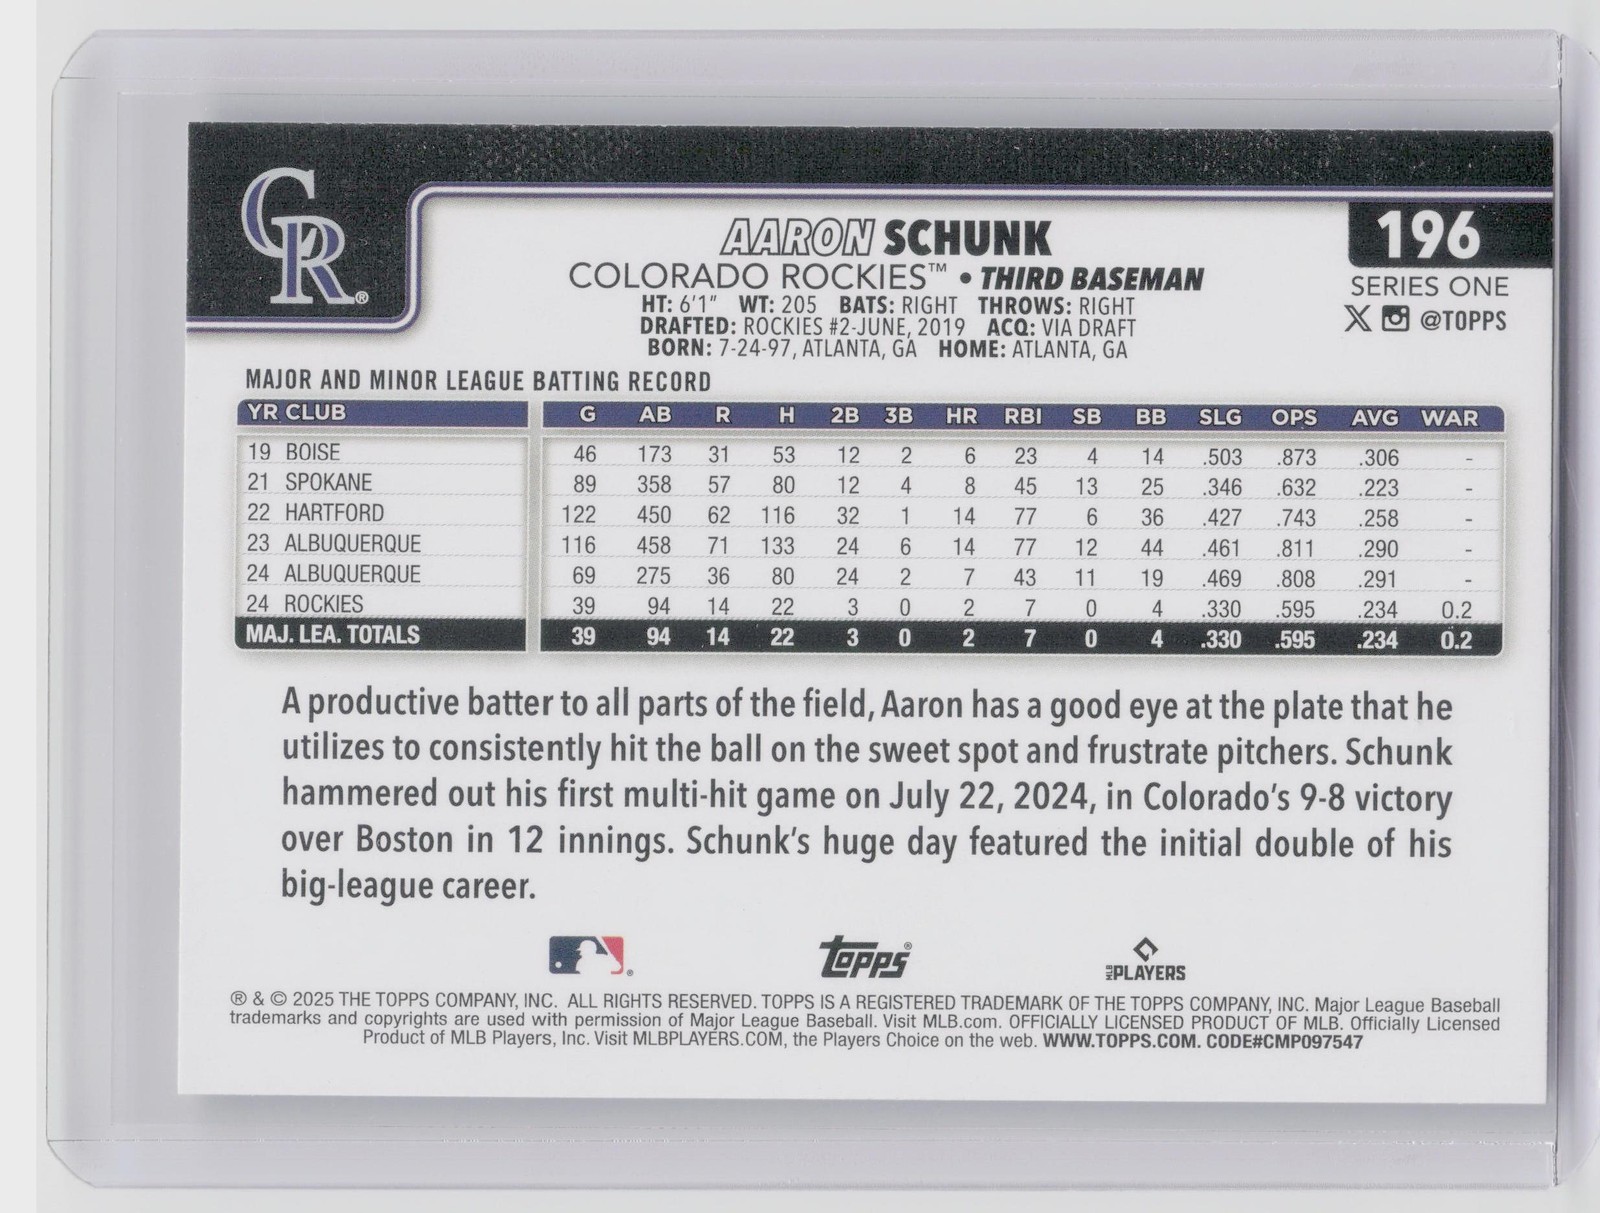 CR®
AARON SCHUNK
COLORADO ROCKIES™ • THIRD BASEMAN
HT: 6'1" WT: 205 BATS: RIGHT THROWS: RIGHT
DRAFTED: ROCKIES #2-JUNE, 2019 ACQ: VIA DRAFT
BORN: 7-24-97, ATLANTA, GA HOME: ATLANTA, GA
196
SERIES ONE
X @TOPPS
MAJOR AND MINOR LEAGUE BATTING RECORD
YR CLUB G AB R H 2B 3B HR RBI SB BB SLG OPS AVG WAR
19 BOISE 46 173 31 53 12 2 6 23 4 14 .503 .873 .306 -
21 SPOKANE 89 358 57 80 12 4 8 45 13 25 .346 .632 .223 -
22 HARTFORD 122 450 62 116 32 1 14 77 6 36 .427 .743 .258 -
23 ALBUQUERQUE 116 458 71 133 24 6 14 77 12 44 .461 .811 .290 -
24 ALBUQUERQUE 69 275 36 80 24 2 7 43 11 19 .469 .808 .291 -
24 ROCKIES 39 94 14 22 3 0 2 7 0 4 .330 .595 .234 0.2
MAJ. LEA. TOTALS 39 94 14 22 3 0 2 7 0 4 .330 .595 .234 0.2
A productive batter to all parts of the field, Aaron has a good eye at the plate that he
utilizes to consistently hit the ball on the sweet spot and frustrate pitchers. Schunk
hammered out his first multi-hit game on July 22, 2024, in Colorado's 9-8 victory
over Boston in 12 innings. Schunk's huge day featured the initial double of his
big-league career.
Topps® MLB PLAYERS
® & © 2025 THE TOPPS COMPANY, INC. ALL RIGHTS RESERVED. TOPPS IS A REGISTERED TRADEMARK OF THE TOPPS COMPANY, INC. Major League Baseball
trademarks and copyrights are used with permission of Major League Baseball. Visit MLB.com. OFFICIALLY LICENSED PRODUCT OF MLB. Officially Licensed
Product of MLB Players, Inc. Visit MLBPLAYERS.COM, the Players Choice on the web. WWW.TOPPS.COM. CODE#CMP097547